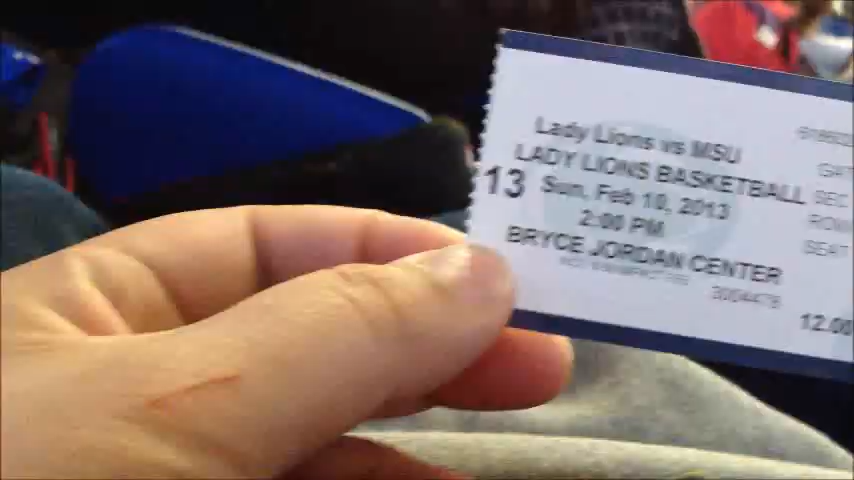 Lady Lions vs MSU
LADY LIONS BASKETBALL
13
Sun, Feb 10, 2013
2:00 PM
BRYCE JORDAN CENTER
12.00
SEC
ROW
SEAT